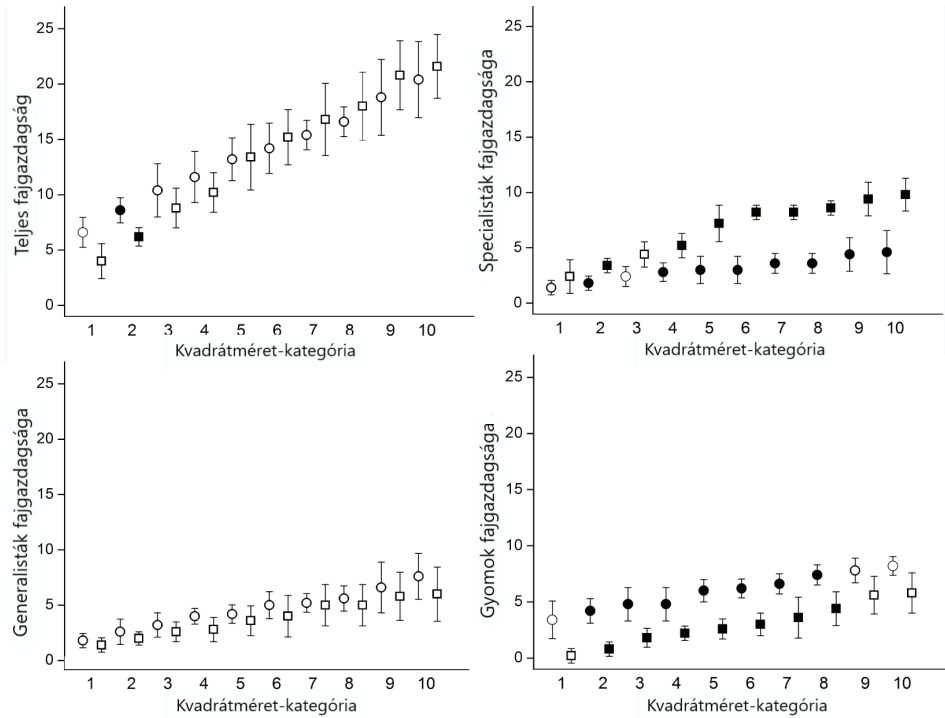 Teljes fajgazdagság
25
20
15
10
5
0
1 2 3 4 5 6 7 8 9 10
Kvadrátméret-kategória
Specialisták fajgazdagsága
25
20
15
10
5
0
1 2 3 4 5 6 7 8 9 10
Kvadrátméret-kategória
Generalisták fajgazdagsága
25
20
15
10
5
0
1 2 3 4 5 6 7 8 9 10
Kvadrátméret-kategória
Gyomok fajgazdagsága
25
20
15
10
5
0
1 2 3 4 5 6 7 8 9 10
Kvadrátméret-kategória